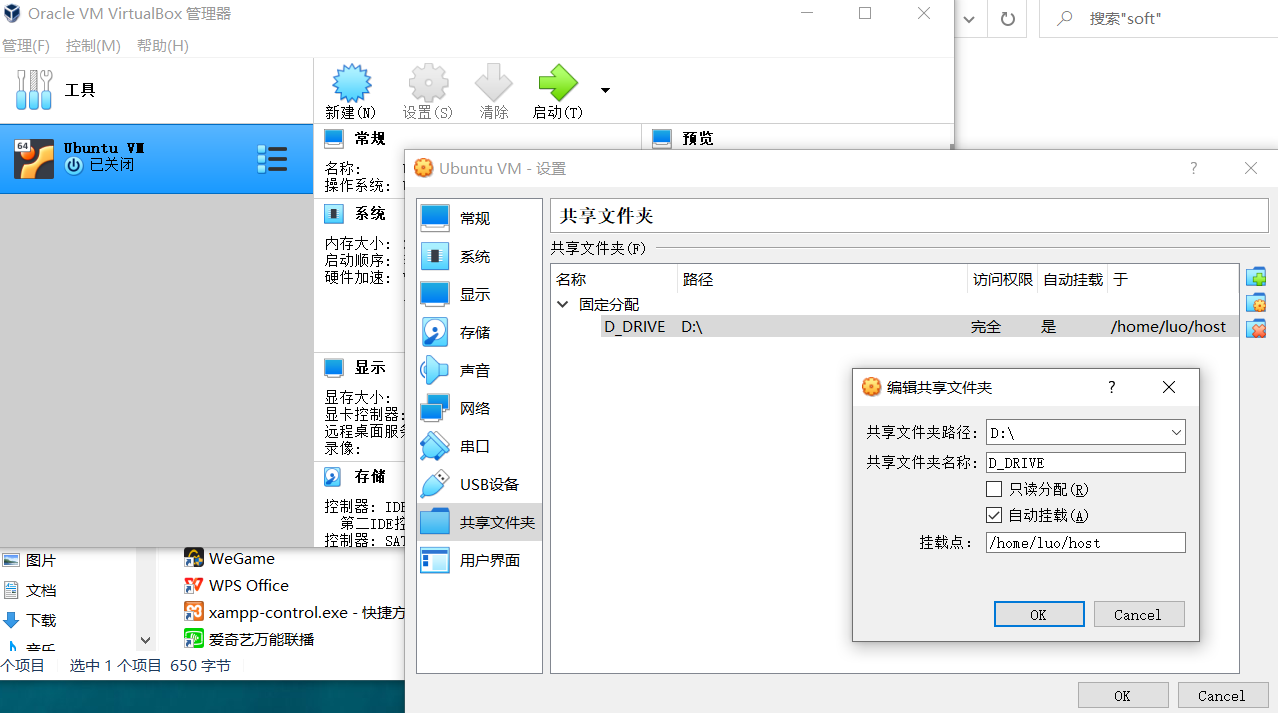 Oracle VM VirtualBox 管理器
搜索"soft"
管理(F) 控制(M) 帮助(H)
工具
新建(N) 设置(S) 清除 启动(T)
Ubuntu VM
已关闭
常规
预览
名称:
操作系统:
系统
内存大小:
启动顺序:
硬件加速:
显示
显存大小:
显卡控制器:
远程桌面服务
录像:
存储
控制器: IDE
第二IDE控
控制器: SAT
Ubuntu VM - 设置
?
常规
系统
显示
存储
声音
网络
串口
USB设备
共享文件夹
用户界面
共享文件夹
共享文件夹(F)
名称 路径 访问权限 自动挂载 于
固定分配
D_DRIVE D:\ 完全 是 /home/luo/host
编辑共享文件夹 ?
共享文件夹路径: D:\
共享文件夹名称: D_DRIVE
只读分配(R)
自动挂载(A)
挂载点: /home/luo/host
OK Cancel
OK Cancel
图片
文档
下载
音乐
WeGame
WPS Office
xampp-control.exe - 快捷方
爱奇艺万能联播
个项目 选中 1 个项目 650 字节